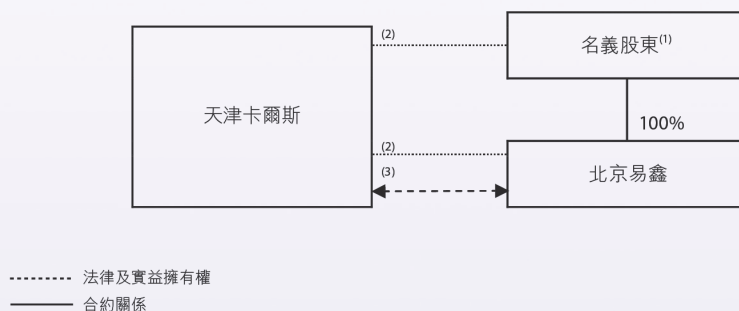 (2)
名義股東(1)
天津卡爾斯
100%
(2)
(3)
北京易鑫
法律及實益擁有權
合約關係